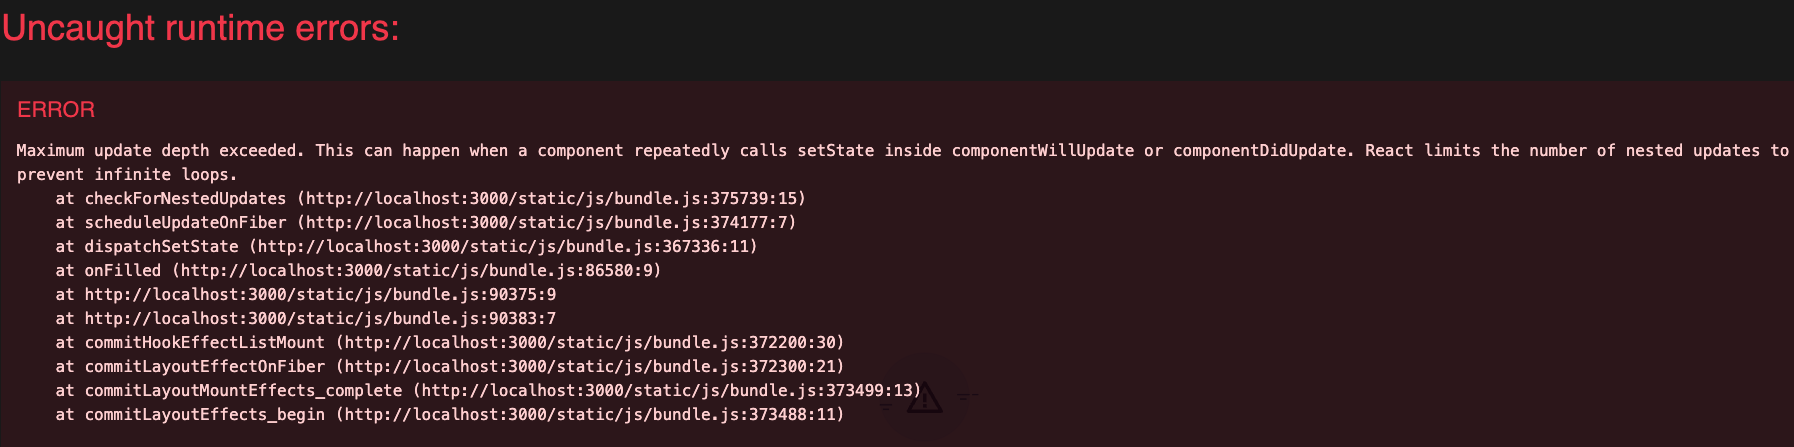 Uncaught runtime errors:
ERROR
Maximum update depth exceeded. This can happen when a component repeatedly calls setState inside componentWillUpdate or componentDidUpdate. React limits the number of nested updates to
prevent infinite loops.
at checkForNestedUpdates (http://localhost:3000/static/js/bundle.js:375739:15)
at scheduleUpdateOnFiber (http://localhost:3000/static/js/bundle.js:374177:7)
at dispatchSetState (http://localhost:3000/static/js/bundle.js:367336:11)
at onFilled (http://localhost:3000/static/js/bundle.js:86580:9)
at http://localhost:3000/static/js/bundle.js:90375:9
at http://localhost:3000/static/js/bundle.js:90383:7
at commitHookEffectListMount (http://localhost:3000/static/js/bundle.js:372200:30)
at commitLayoutEffectOnFiber (http://localhost:3000/static/js/bundle.js:372300:21)
at commitLayoutMountEffects_complete (http://localhost:3000/static/js/bundle.js:373499:13)
at commitLayoutEffects_begin (http://localhost:3000/static/js/bundle.js:373488:11)